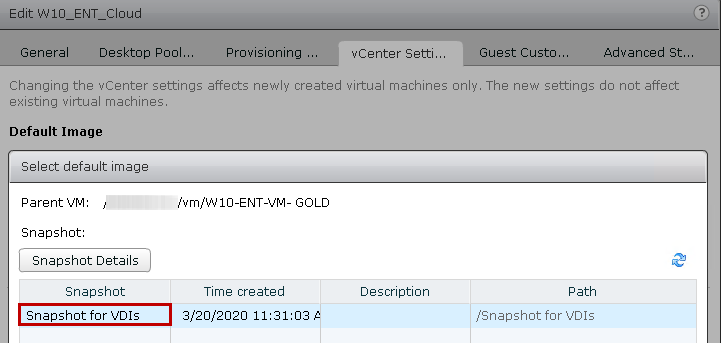 Edit W10_ENT_Cloud
?
General
Desktop Pool...
Provisioning ...
vCenter Setti...
Guest Custo...
Advanced St...
Changing the vCenter settings affects newly created virtual machines only. The new settings do not affect
existing virtual machines.
Default Image
Select default image
Parent VM: / /vm/W10-ENT-VM- GOLD
Snapshot:
Snapshot Details
Snapshot Time created Description Path
Snapshot for VDIs 3/20/2020 11:31:03 A /Snapshot for VDIs